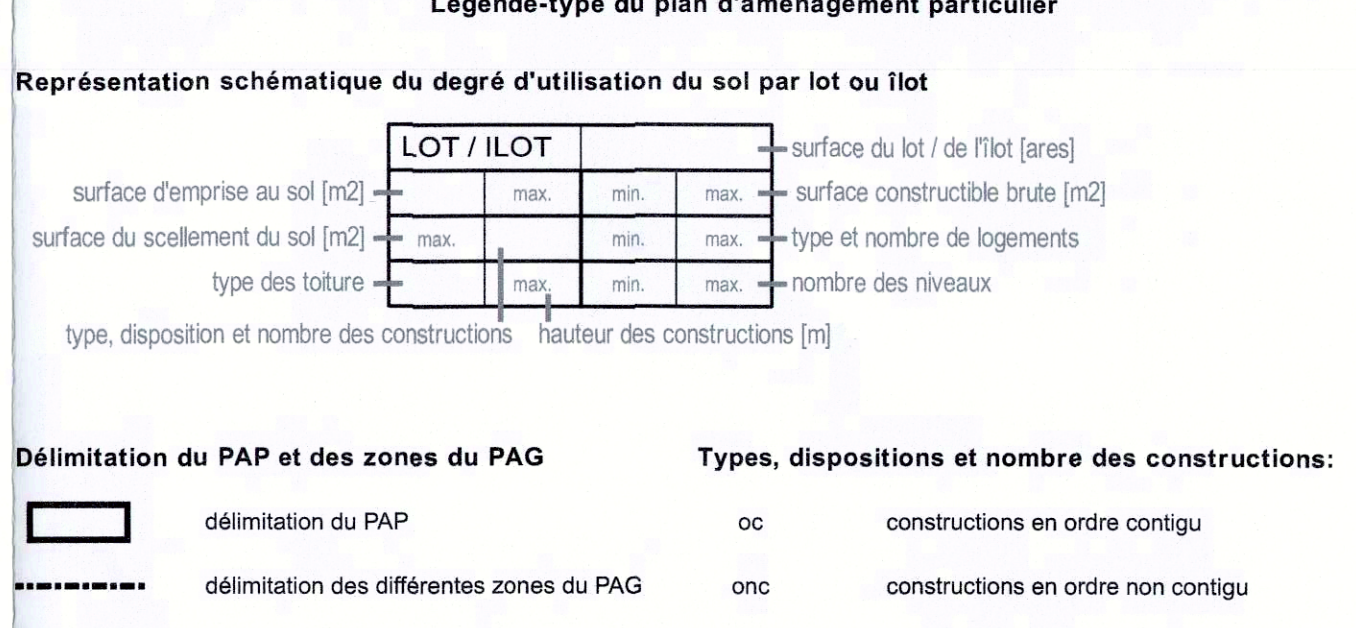 Légende-type du plan d'aménagement particulier
Représentation schématique du degré d'utilisation du sol par lot ou îlot
LOT / ILOT surface du lot / de l'îlot [ares]
surface d'emprise au sol [m2] max. min. max. surface constructible brute [m2]
surface du scellement du sol [m2] max. min. max. type et nombre de logements
type des toiture max. min. max. nombre des niveaux
type, disposition et nombre des constructions hauteur des constructions [m]
Délimitation du PAP et des zones du PAG
délimitation du PAP
délimitation des différentes zones du PAG
Types, dispositions et nombre des constructions:
oc constructions en ordre contigu
onc constructions en ordre non contigu